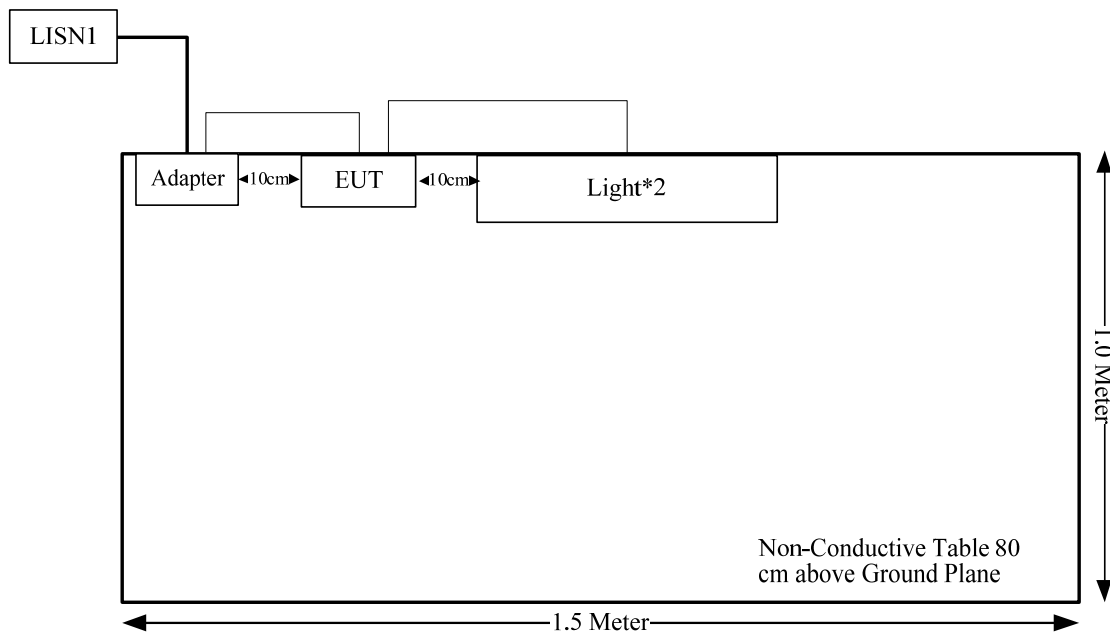 LISN1
Adapter
10cm
EUT
10cm
Light*2
1.0 Meter
Non-Conductive Table 80
cm above Ground Plane
1.5 Meter